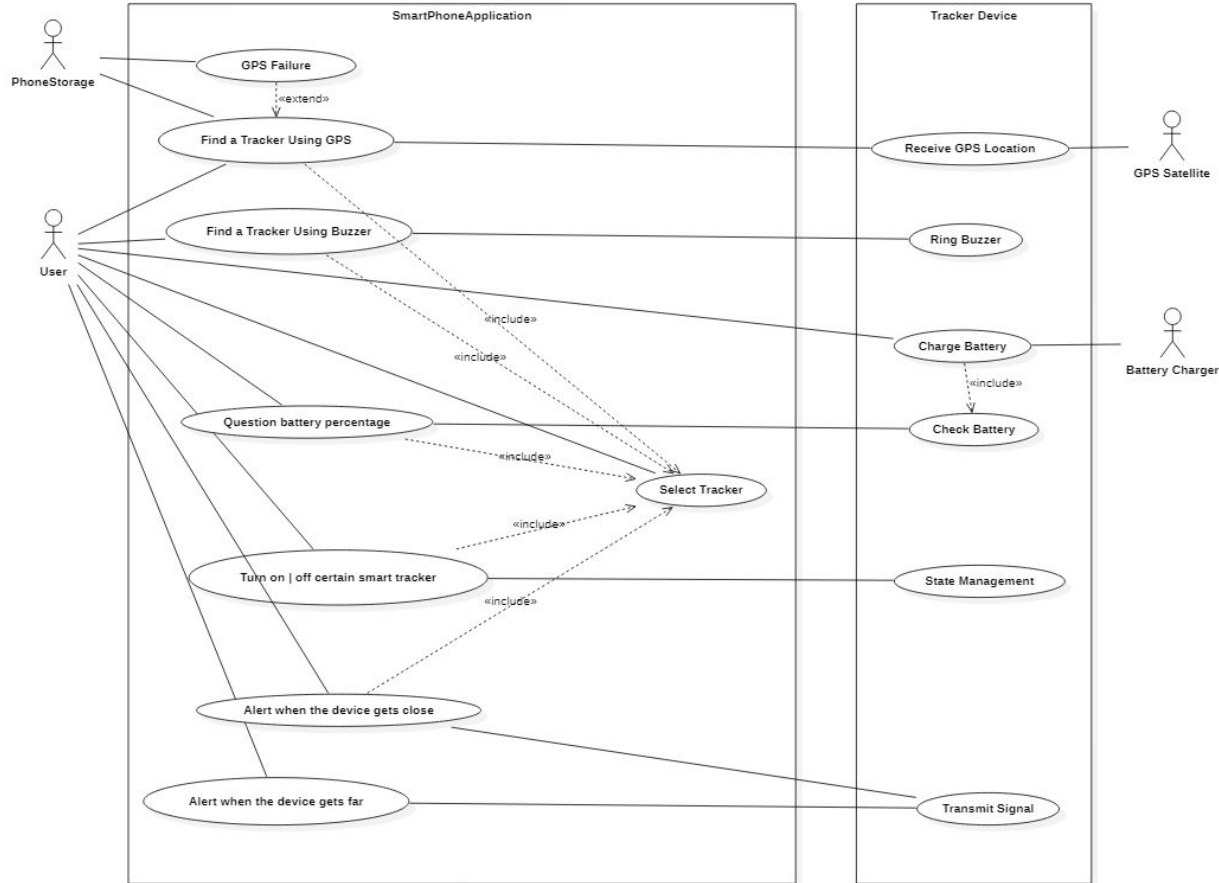 SmartPhoneApplication
Tracker Device
PhoneStorage
GPS Failure
«extend»
Find a Tracker Using GPS
Receive GPS Location
GPS Satellite
User
Find a Tracker Using Buzzer
Ring Buzzer
«include»
«include»
Charge Battery
Battery Charger
«include»
Question battery percentage
Check Battery
«include»
Select Tracker
«include»
Turn on | off certain smart tracker
State Management
«include»
Alert when the device gets close
Alert when the device gets far
Transmit Signal